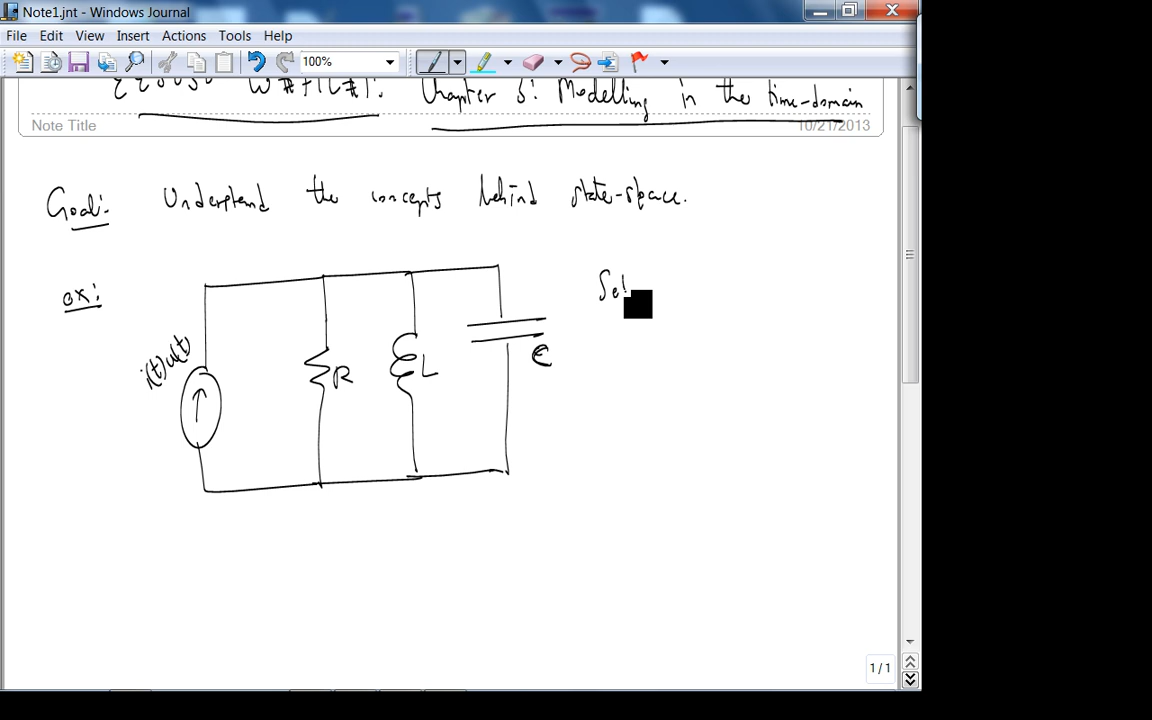 Note1.jnt - Windows Journal
File Edit View Insert Actions Tools Help
100%
Chapter 3: Modelling in the time-domain
Note Title 10/21/2013
Goal: Understand the concepts behind state-space.
ex:
i(t)u(t)
R
L
C
1 / 1